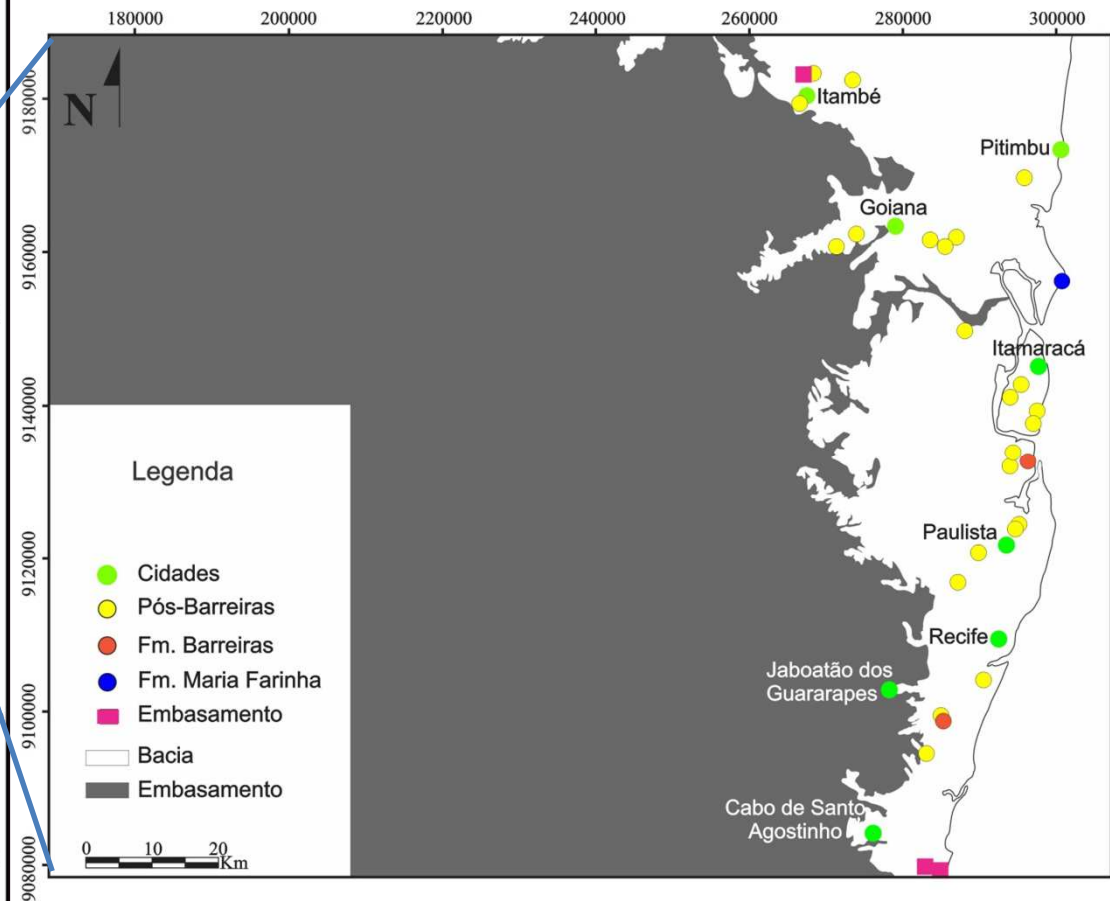 180000 200000 220000 240000 260000 280000 300000
9180000
N
Itambé
Pitimbu
Goiana
9160000
Itamaracá
9140000
Legenda
Paulista
9120000
Cidades
Pós-Barreiras
Recife
Fm. Barreiras
Jaboatão dos
Guararapes
Fm. Maria Farinha
9100000
Embasamento
Bacia
Embasamento
Cabo de Santo
Agostinho
0 10 20
Km
9080000